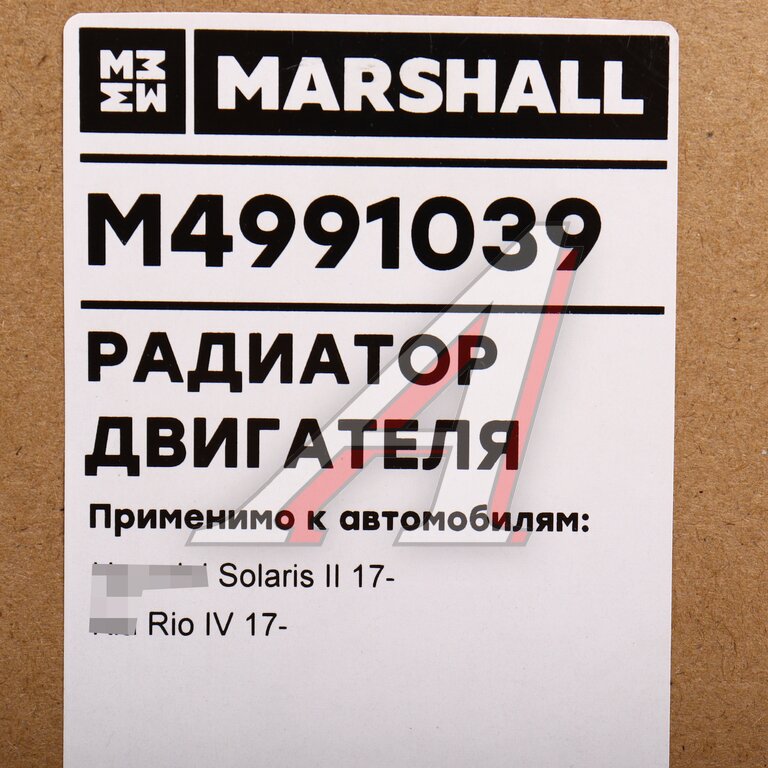 MARSHALL
M4991039
РАДИАТОР
ДВИГАТЕЛЯ
Применимо к автомобилям:
Solaris II 17-
Rio IV 17-